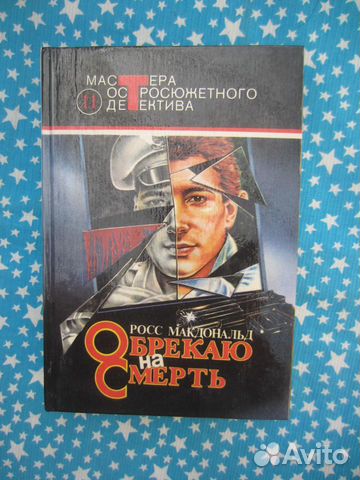 МАСТЕРА
ОСТРОСЮЖЕТНОГО
ДЕТЕКТИВА
11
РОСС МАКДОНАЛЬД
ОБРЕКАЮ
на
СМЕРТЬ
Avito